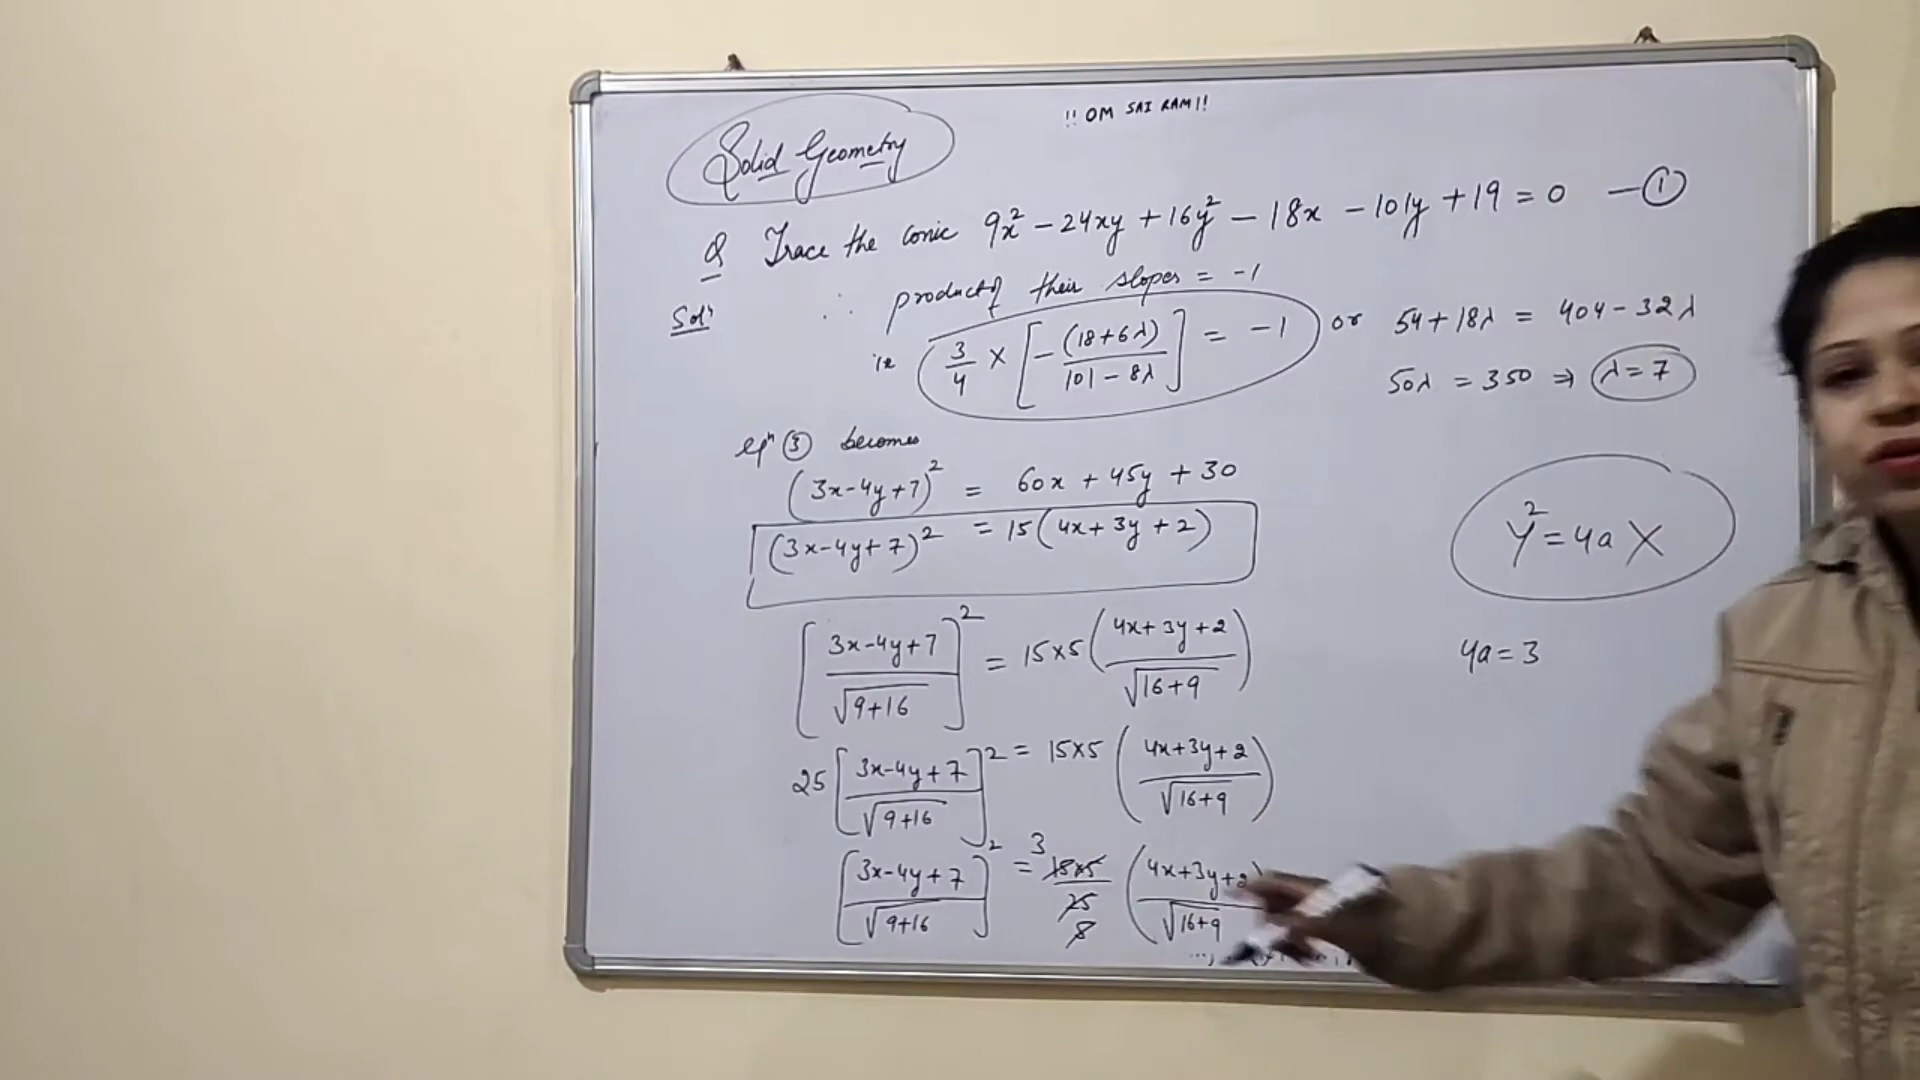 !! OM SAI RAM !!
Solid Geometry
Q Trace the conic 9x² - 24xy + 16y² - 18x - 101y + 19 = 0 —①
Solⁿ ∴ product of their slopes = -1
ie 3/4 × [-(18+6λ)/(101-8λ)] = -1 or 54+18λ = 404-32λ
50λ = 350 ⇒ λ=7
eqⁿ ③ becomes
(3x-4y+7)² = 60x + 45y + 30
(3x-4y+7)² = 15(4x+3y+2)
Y² = 4aX
[(3x-4y+7)/√(9+16)]² = 15×5((4x+3y+2)/√(16+9))
4a=3
25[(3x-4y+7)/√(9+16)]² = 15×5((4x+3y+2)/√(16+9))
[(3x-4y+7)/√(9+16)]² = 3 15×5/25 ((4x+3y+2)/√(16+9))